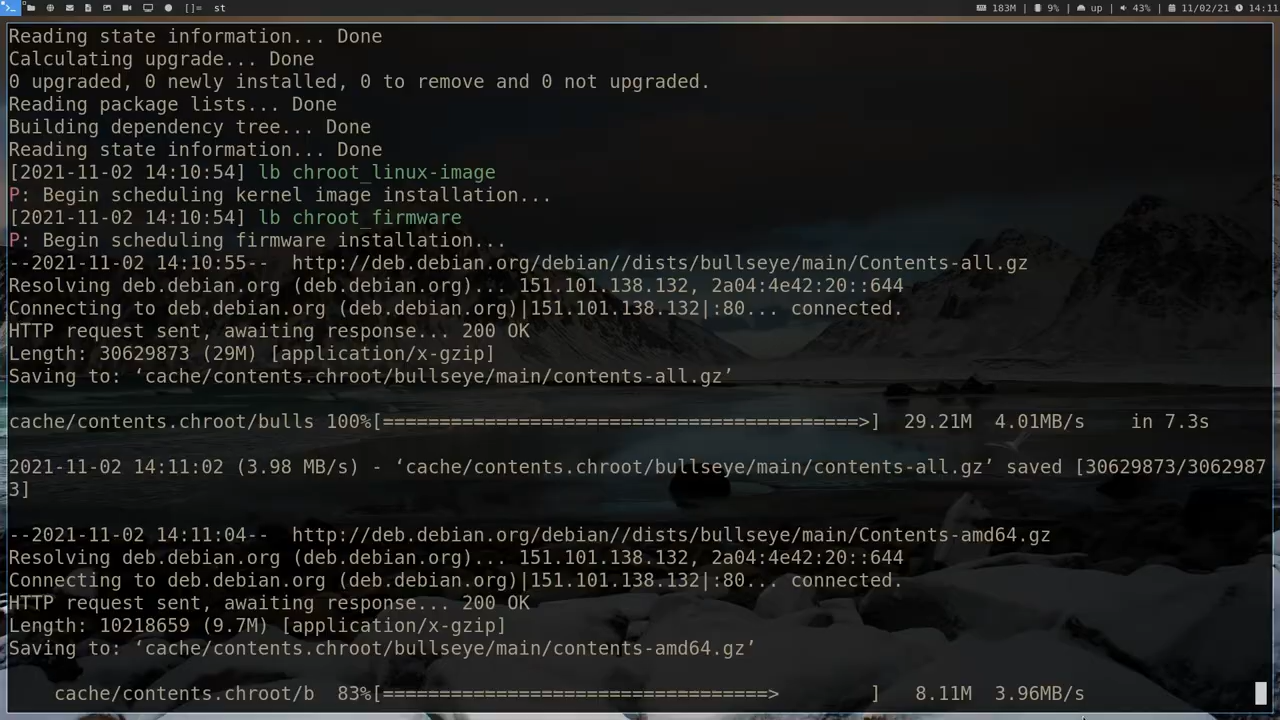 []= st 183M | 9% | up | 43% | 11/02/21 14:11
Reading state information... Done
Calculating upgrade... Done
0 upgraded, 0 newly installed, 0 to remove and 0 not upgraded.
Reading package lists... Done
Building dependency tree... Done
Reading state information... Done
[2021-11-02 14:10:54] lb chroot_linux-image
P: Begin scheduling kernel image installation...
[2021-11-02 14:10:54] lb chroot_firmware
P: Begin scheduling firmware installation...
--2021-11-02 14:10:55--  http://deb.debian.org/debian//dists/bullseye/main/Contents-all.gz
Resolving deb.debian.org (deb.debian.org)... 151.101.138.132, 2a04:4e42:20::644
Connecting to deb.debian.org (deb.debian.org)|151.101.138.132|:80... connected.
HTTP request sent, awaiting response... 200 OK
Length: 30629873 (29M) [application/x-gzip]
Saving to: ‘cache/contents.chroot/bullseye/main/contents-all.gz’
cache/contents.chroot/bulls 100%[==========================================>]  29.21M  4.01MB/s    in 7.3s
2021-11-02 14:11:02 (3.98 MB/s) - ‘cache/contents.chroot/bullseye/main/contents-all.gz’ saved [30629873/3062987
3]
--2021-11-02 14:11:04--  http://deb.debian.org/debian//dists/bullseye/main/Contents-amd64.gz
Resolving deb.debian.org (deb.debian.org)... 151.101.138.132, 2a04:4e42:20::644
Connecting to deb.debian.org (deb.debian.org)|151.101.138.132|:80... connected.
HTTP request sent, awaiting response... 200 OK
Length: 10218659 (9.7M) [application/x-gzip]
Saving to: ‘cache/contents.chroot/bullseye/main/contents-amd64.gz’
cache/contents.chroot/b  83%[==================================>        ]   8.11M  3.96MB/s